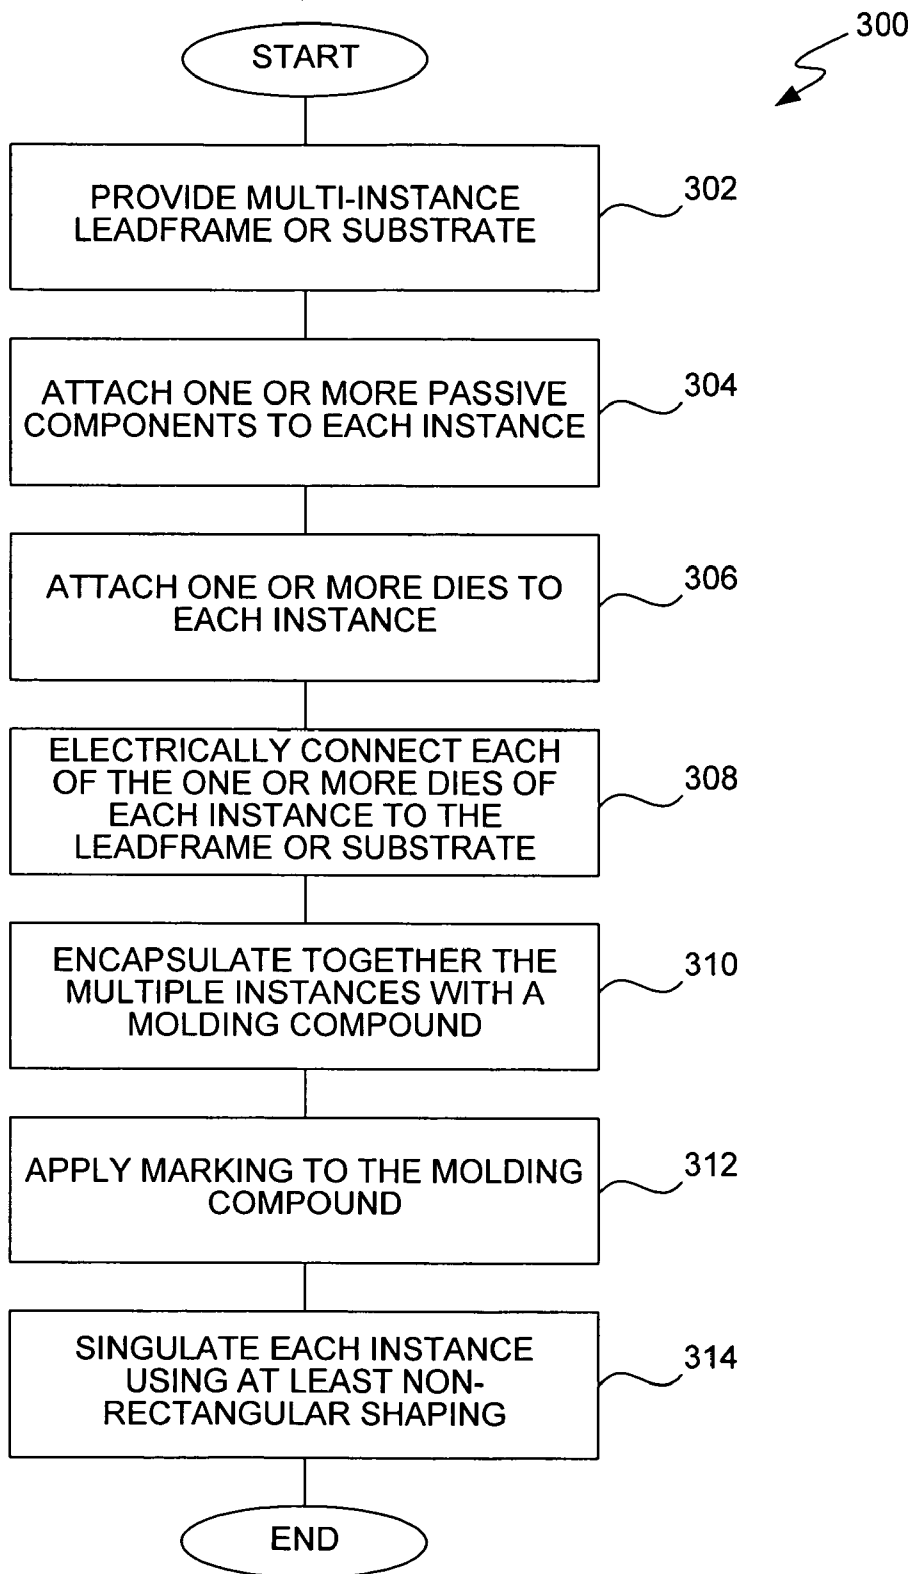 300
START
PROVIDE MULTI-INSTANCE
LEADFRAME OR SUBSTRATE
302
ATTACH ONE OR MORE PASSIVE
COMPONENTS TO EACH INSTANCE
304
ATTACH ONE OR MORE DIES TO
EACH INSTANCE
306
ELECTRICALLY CONNECT EACH
OF THE ONE OR MORE DIES OF
EACH INSTANCE TO THE
LEADFRAME OR SUBSTRATE
308
ENCAPSULATE TOGETHER THE
MULTIPLE INSTANCES WITH A
MOLDING COMPOUND
310
APPLY MARKING TO THE MOLDING
COMPOUND
312
SINGULATE EACH INSTANCE
USING AT LEAST NON-
RECTANGULAR SHAPING
314
END